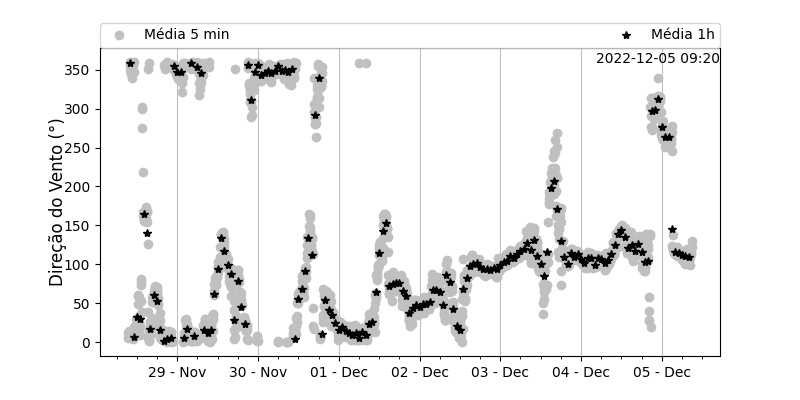 Média 5 min
Média 1h
2022-12-05 09:20
Direção do Vento (°)
350
300
250
200
150
100
50
0
29 - Nov
30 - Nov
01 - Dec
02 - Dec
03 - Dec
04 - Dec
05 - Dec